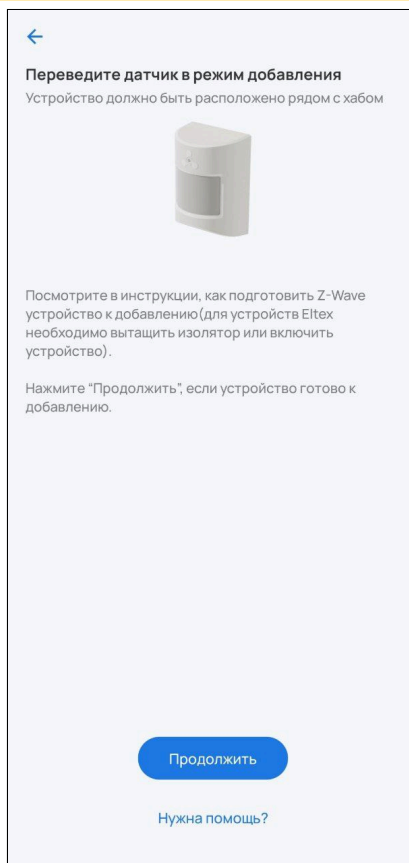 Переведите датчик в режим добавления
Устройство должно быть расположено рядом с хабом
Посмотрите в инструкции, как подготовить Z-Wave
устройство к добавлению(для устройств Eltex
необходимо вытащить изолятор или включить
устройство).
Нажмите “Продолжить”, если устройство готово к
добавлению.
Продолжить
Нужна помощь?